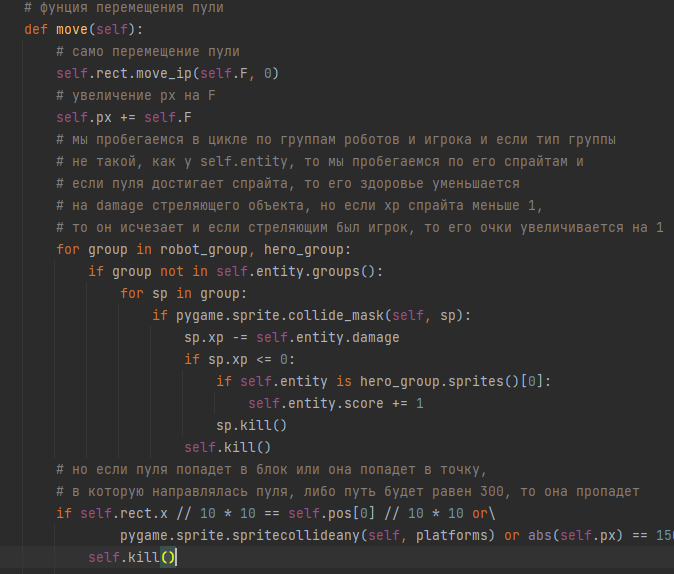 # фунция перемещения пули
def move(self):
# само перемещение пули
self.rect.move_ip(self.F, 0)
# увеличение px на F
self.px += self.F
# мы пробегаемся в цикле по группам роботов и игрока и если тип группы
# не такой, как у self.entity, то мы пробегаемся по его спрайтам и
# если пуля достигает спрайта, то его здоровье уменьшается
# на damage стреляющего объекта, но если xp спрайта меньше 1,
# то он исчезает и если стреляющим был игрок, то его очки увеличивается на 1
for group in robot_group, hero_group:
if group not in self.entity.groups():
for sp in group:
if pygame.sprite.collide_mask(self, sp):
sp.xp -= self.entity.damage
if sp.xp <= 0:
if self.entity is hero_group.sprites()[0]:
self.entity.score += 1
sp.kill()
self.kill()
# но если пуля попадет в блок или она попадет в точку,
# в которую направлялась пуля, либо путь будет равен 300, то она пропадет
if self.rect.x // 10 * 10 == self.pos[0] // 10 * 10 or\
pygame.sprite.spritecollideany(self, platforms) or abs(self.px) == 150
self.kill()